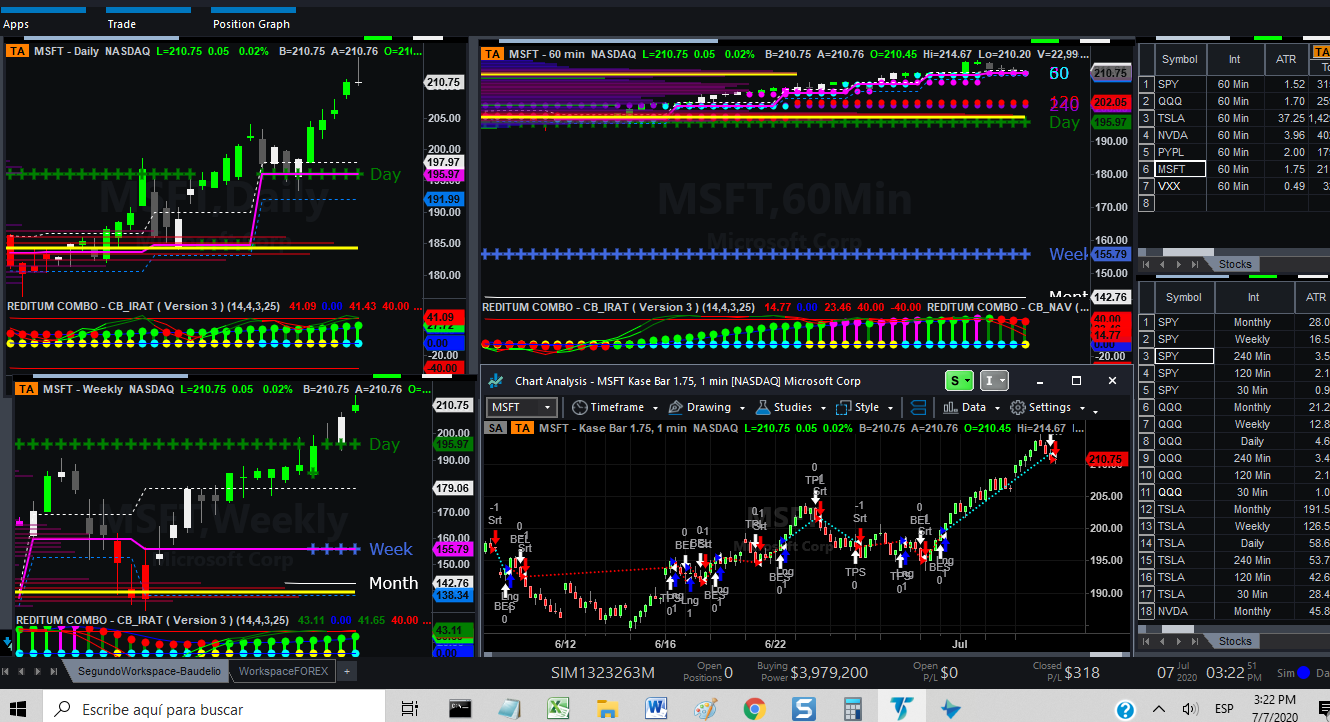 Apps Trade Position Graph
TA MSFT - Daily NASDAQ L=210.75 0.05 0.02% B=210.75 A=210.76 O=21...
210.75
205.00
200.00
197.97
195.97
191.99
190.00
185.00
180.00
Day
MSFT,Daily
REDITUM COMBO - CB_IRAT ( Version 3 ) (14,4,3,25) 41.09 0.00 -41.43 40.00 ...
41.09
0.00
-20.00
-40.00
TA MSFT - Weekly NASDAQ L=210.75 0.05 0.02% B=210.75 A=210.76 O...
210.75
200.00
195.97
190.00
179.06
170.00
160.00
155.79
150.00
142.76
138.34
Day
Week
Month
MSFT,Weekly
Microsoft Corp
REDITUM COMBO - CB_IRAT ( Version 3 ) (14,4,3,25) 43.11 0.00 41.65 40.00 ...
43.11
0.00
TA MSFT - 60 min NASDAQ L=210.75 0.05 0.02% B=210.75 A=210.76 O=210.45 Hi=214.67 Lo=210.20 V=22,99...
210.75
202.05
195.97
190.00
180.00
170.00
160.00
155.79
150.00
142.76
Day
Week
MSFT,60Min
Microsoft Corp
REDITUM COMBO - CB_IRAT ( Version 3 ) (14,4,3,25) 14.77 0.00 23.46 40.00 -40.00 REDITUM COMBO - CB_NAV (...
40.00
14.77
0.00
-20.00
Chart Analysis - MSFT Kase Bar 1.75, 1 min [NASDAQ] Microsoft Corp S I
MSFT Timeframe Drawing Studies Style Data Settings
SA TA MSFT - Kase Bar 1.75, 1 min NASDAQ L=210.75 0.05 0.02% B=210.75 A=210.76 O=210.45 Hi=214.67 l...
210.75
205.00
200.00
195.00
190.00
-1
Srt
0
BEL
Srt
Lng
BES
0
0
TPL
Srt
-1
Srt
TPS
0
0
BEL
Srt
TPS
0
Lng
BES
0
6/12 6/16 6/22 Jul
Symbol Int ATR TA
1 SPY 60 Min 1.52
2 QQQ 60 Min 1.70
3 TSLA 60 Min 37.25
4 NVDA 60 Min 3.96
5 PYPL 60 Min 2.00
6 MSFT 60 Min 1.75
7 VXX 60 Min 0.49
8
Stocks
Symbol Int ATR
1 SPY Monthly 28.0
2 SPY Weekly 16.5
3 SPY 240 Min 3.5
4 SPY 120 Min 2.1
5 SPY 30 Min 0.9
6 QQQ Monthly 21.2
7 QQQ Weekly 12.8
8 QQQ Daily 4.6
9 QQQ 240 Min 3.4
10 QQQ 120 Min 2.1
11 QQQ 30 Min 1.0
12 TSLA Monthly 191.5
13 TSLA Weekly 126.5
14 TSLA Daily 58.6
15 TSLA 240 Min 53.7
16 TSLA 120 Min 42.6
17 TSLA 30 Min 28.4
18 NVDA Monthly 45.8
Stocks
SegundoWorkspace-Baudelio WorkspaceFOREX +
SIM1323263M Open Positions 0 Buying Power $3,979,200 Open P/L $0 Closed P/L $318 07 Jul 2020 03:22 51 PM Sim Da
Escribe aquí para buscar
ESP
3:22 PM
7/7/2020